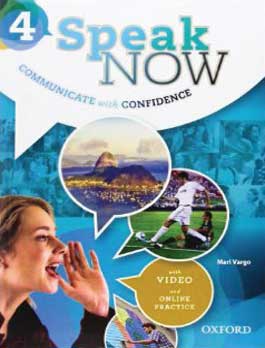 4
Speak
NOW
COMMUNICATE with CONFIDENCE
Mari Vargo
with
VIDEO
and
ONLINE
PRACTICE
OXFORD